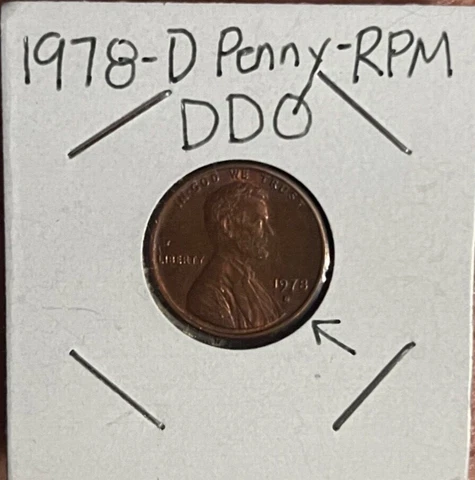 1978-D Penny-RPM
DDO
IN GOD WE TRUST
LIBERTY
1978
D